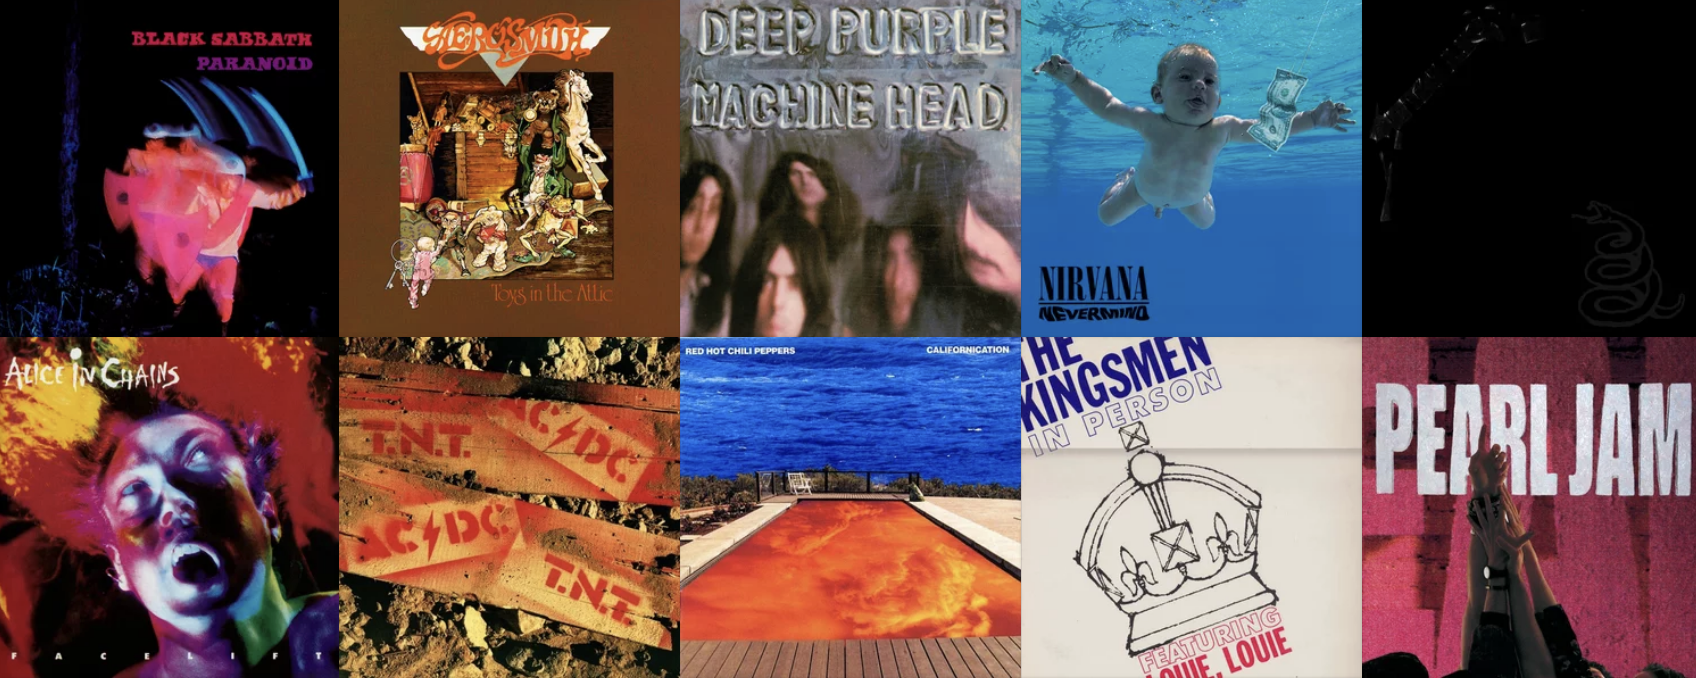 BLACK SABBATH
PARANOID
AEROSMITH
Toys in the Attic
DEEP PURPLE
MACHINE HEAD
NIRVANA
NEVERMIND
ALICE IN CHAINS
FACELIFT
T.N.T. AC/DC
AC/DC T.N.T.
RED HOT CHILI PEPPERS CALIFORNICATION
THE
KINGSMEN
IN PERSON
FEATURING
LOUIE, LOUIE
PEARL JAM